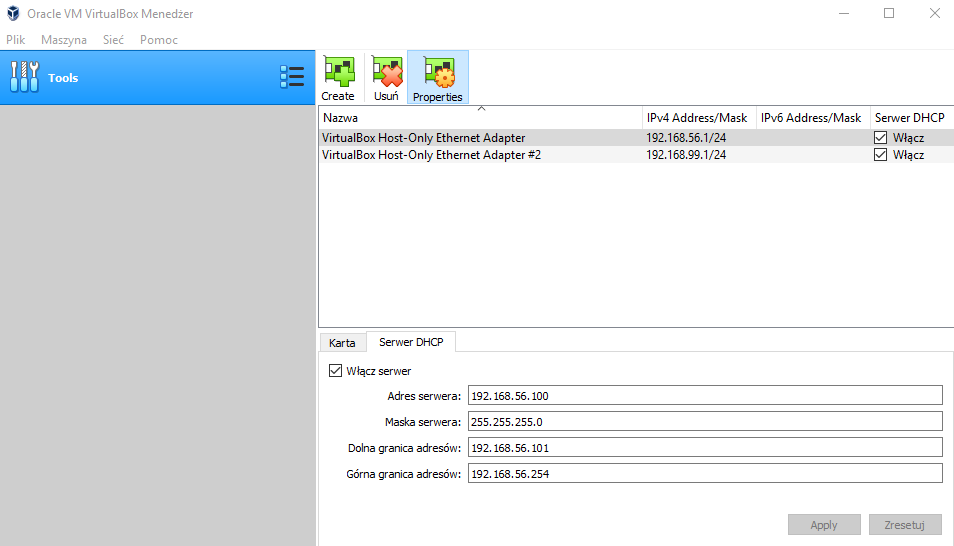 Oracle VM VirtualBox Menedżer
Plik Maszyna Sieć Pomoc
Tools
Create Usuń Properties
Nazwa IPv4 Address/Mask IPv6 Address/Mask Serwer DHCP
VirtualBox Host-Only Ethernet Adapter 192.168.56.1/24 Włącz
VirtualBox Host-Only Ethernet Adapter #2 192.168.99.1/24 Włącz
Karta Serwer DHCP
Włącz serwer
Adres serwera: 192.168.56.100
Maska serwera: 255.255.255.0
Dolna granica adresów: 192.168.56.101
Górna granica adresów: 192.168.56.254
Apply Zresetuj